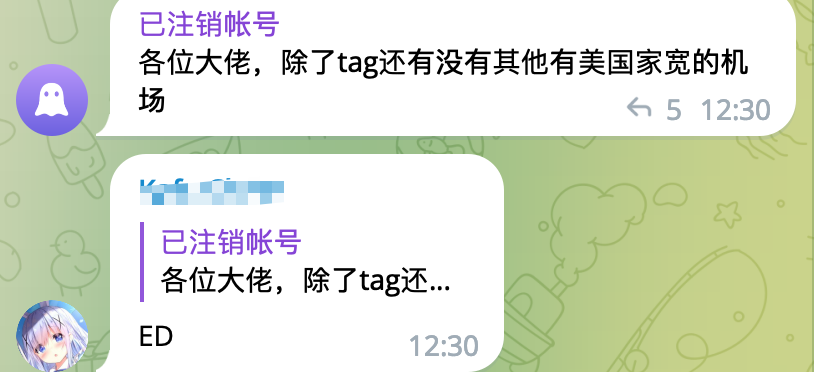 已注销帐号
各位大佬，除了tag还有没有其他有美国家宽的机
场
5 12:30
已注销帐号
各位大佬，除了tag还...
ED
12:30